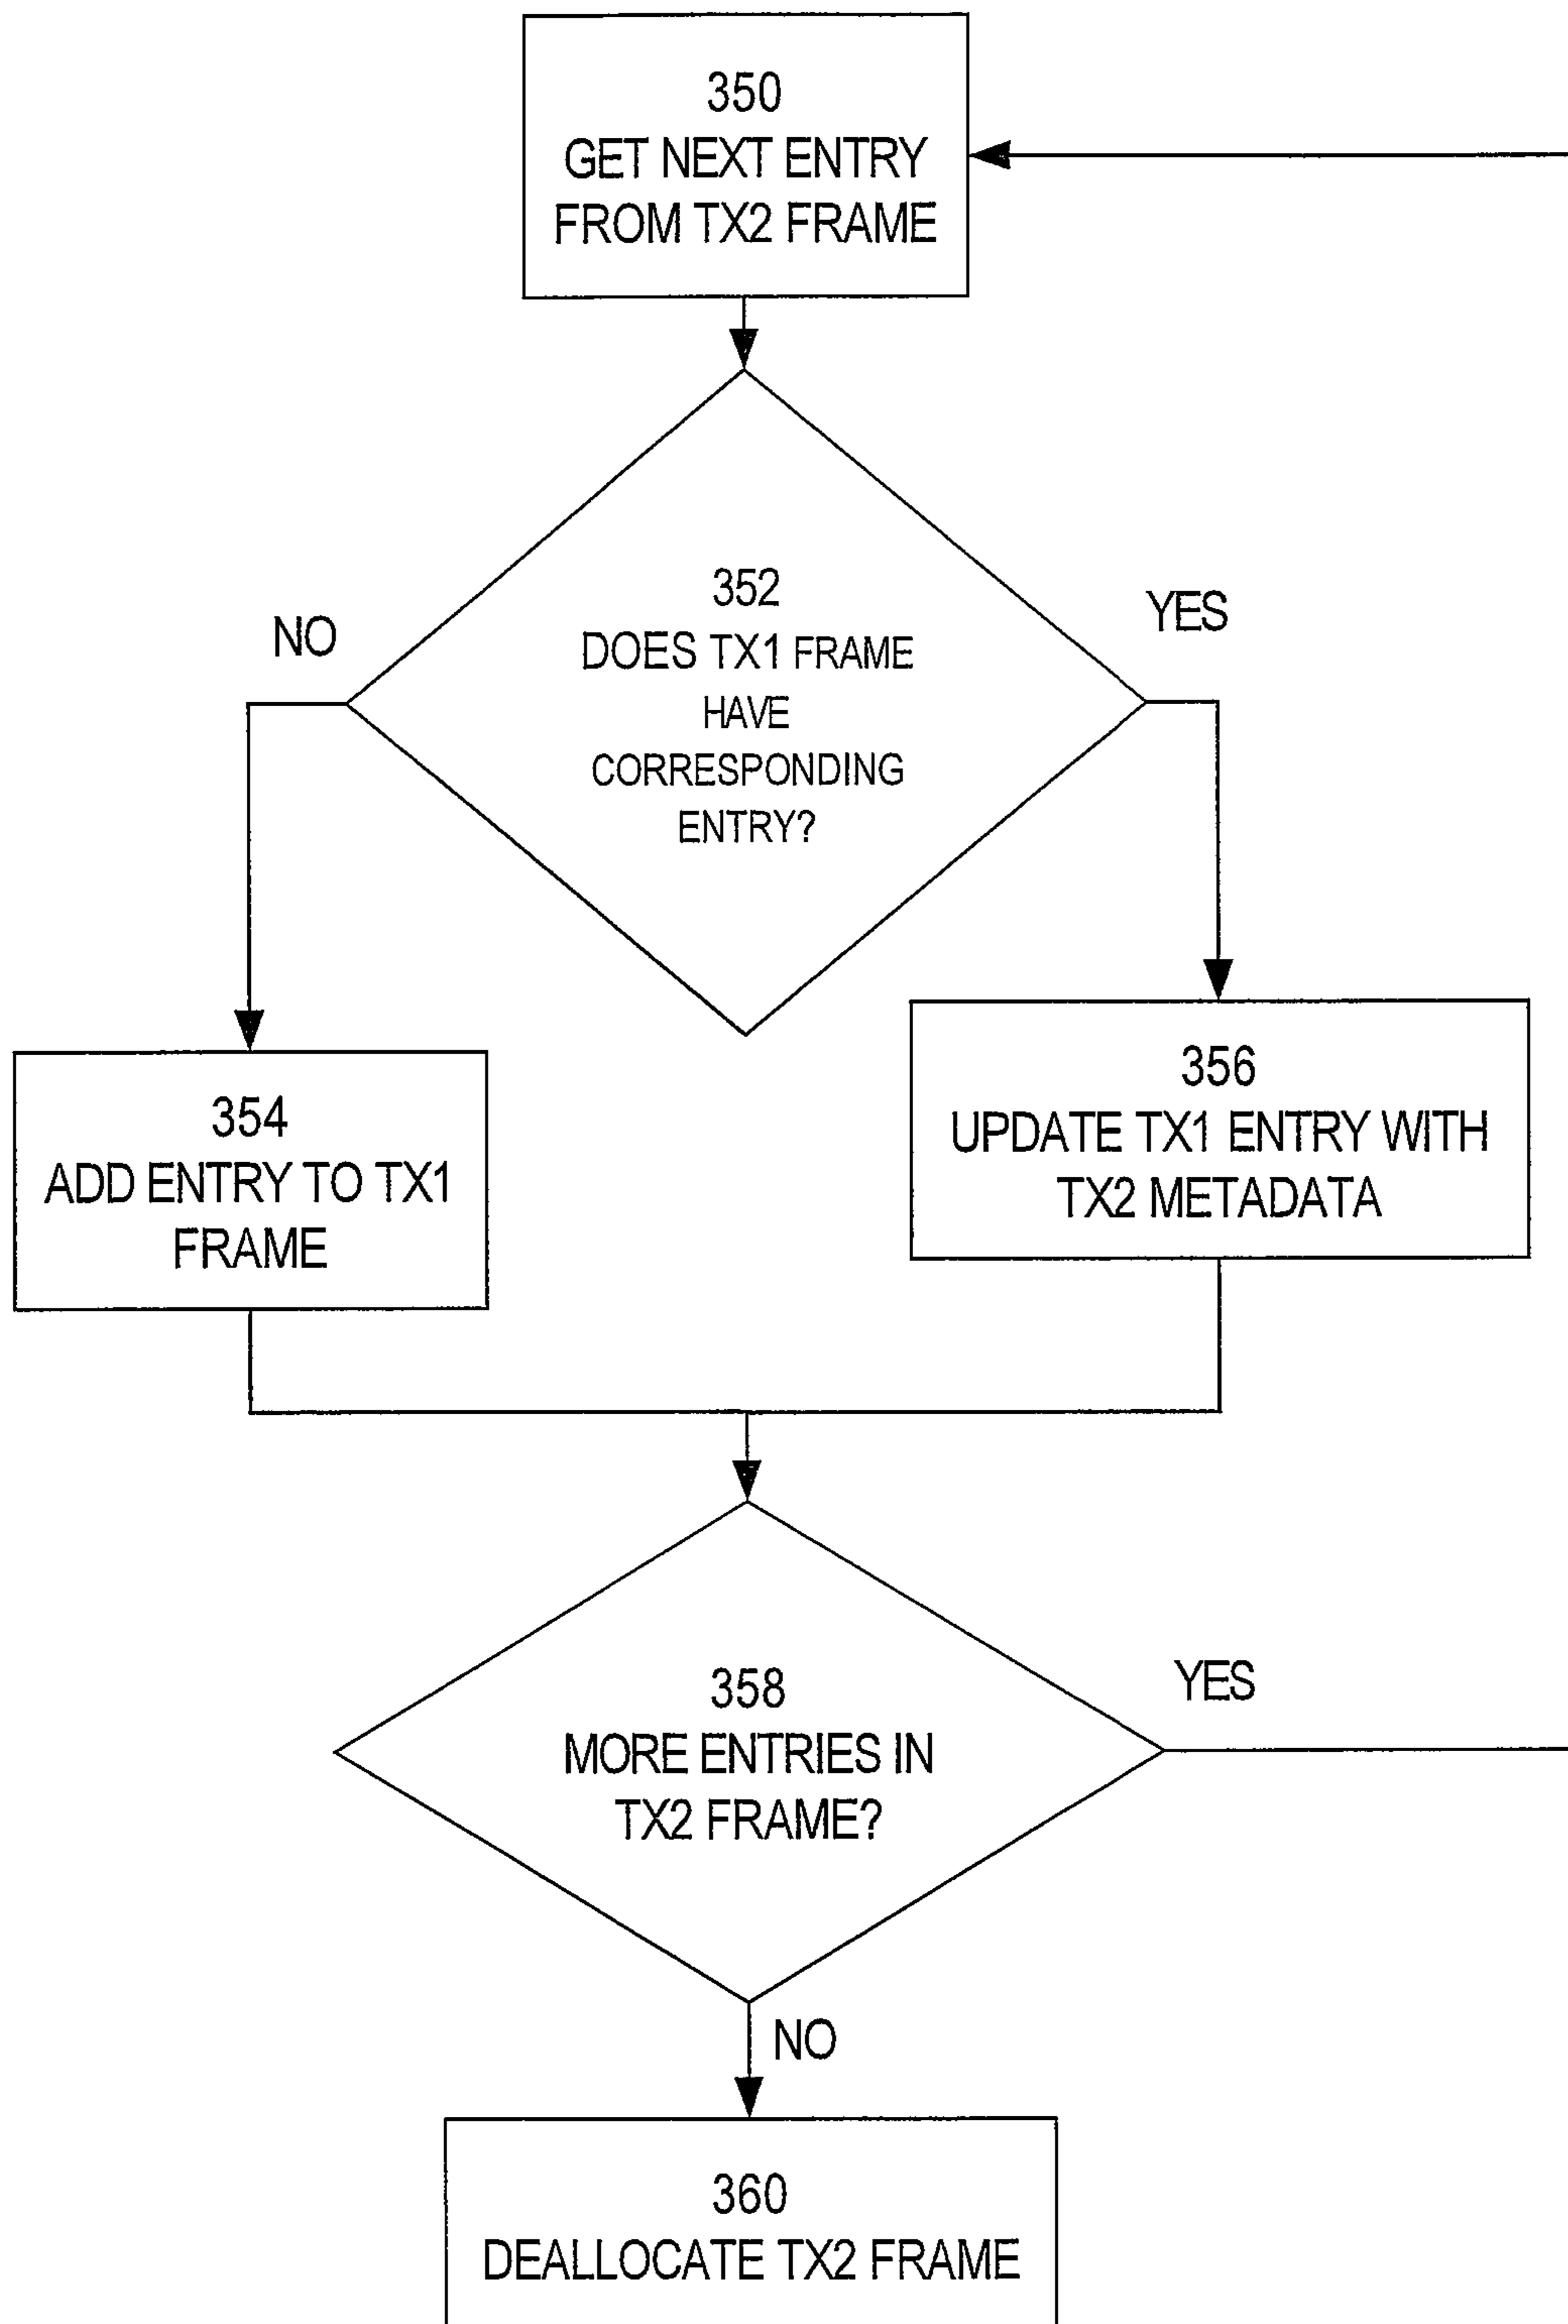 350
GET NEXT ENTRY
FROM TX2 FRAME
352
DOES TX1 FRAME
HAVE
CORRESPONDING
ENTRY?
NO
YES
354
ADD ENTRY TO TX1
FRAME
356
UPDATE TX1 ENTRY WITH
TX2 METADATA
358
MORE ENTRIES IN
TX2 FRAME?
YES
NO
360
DEALLOCATE TX2 FRAME